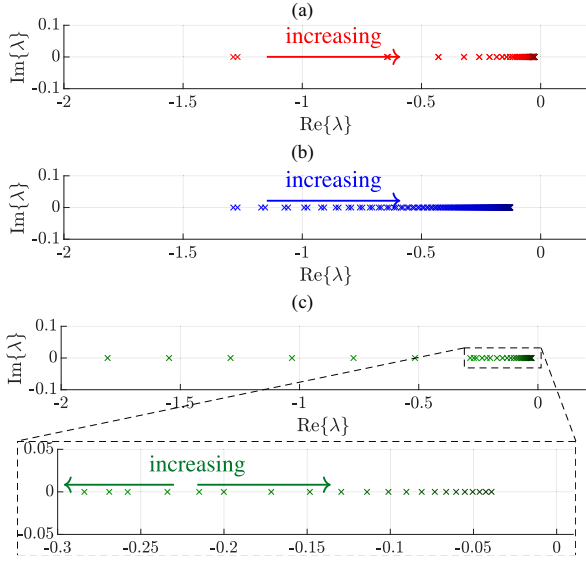 (a)
increasing
0.1
0
-0.1
Im{λ}
-2 -1.5 -1 -0.5 0
Re{λ}
(b)
increasing
0.1
0
-0.1
Im{λ}
-2 -1.5 -1 -0.5 0
Re{λ}
(c)
0.1
0
-0.1
Im{λ}
-2 -1.5 -1 -0.5 0
Re{λ}
0.05
increasing
0
-0.05
-0.3 -0.25 -0.2 -0.15 -0.1 -0.05 0